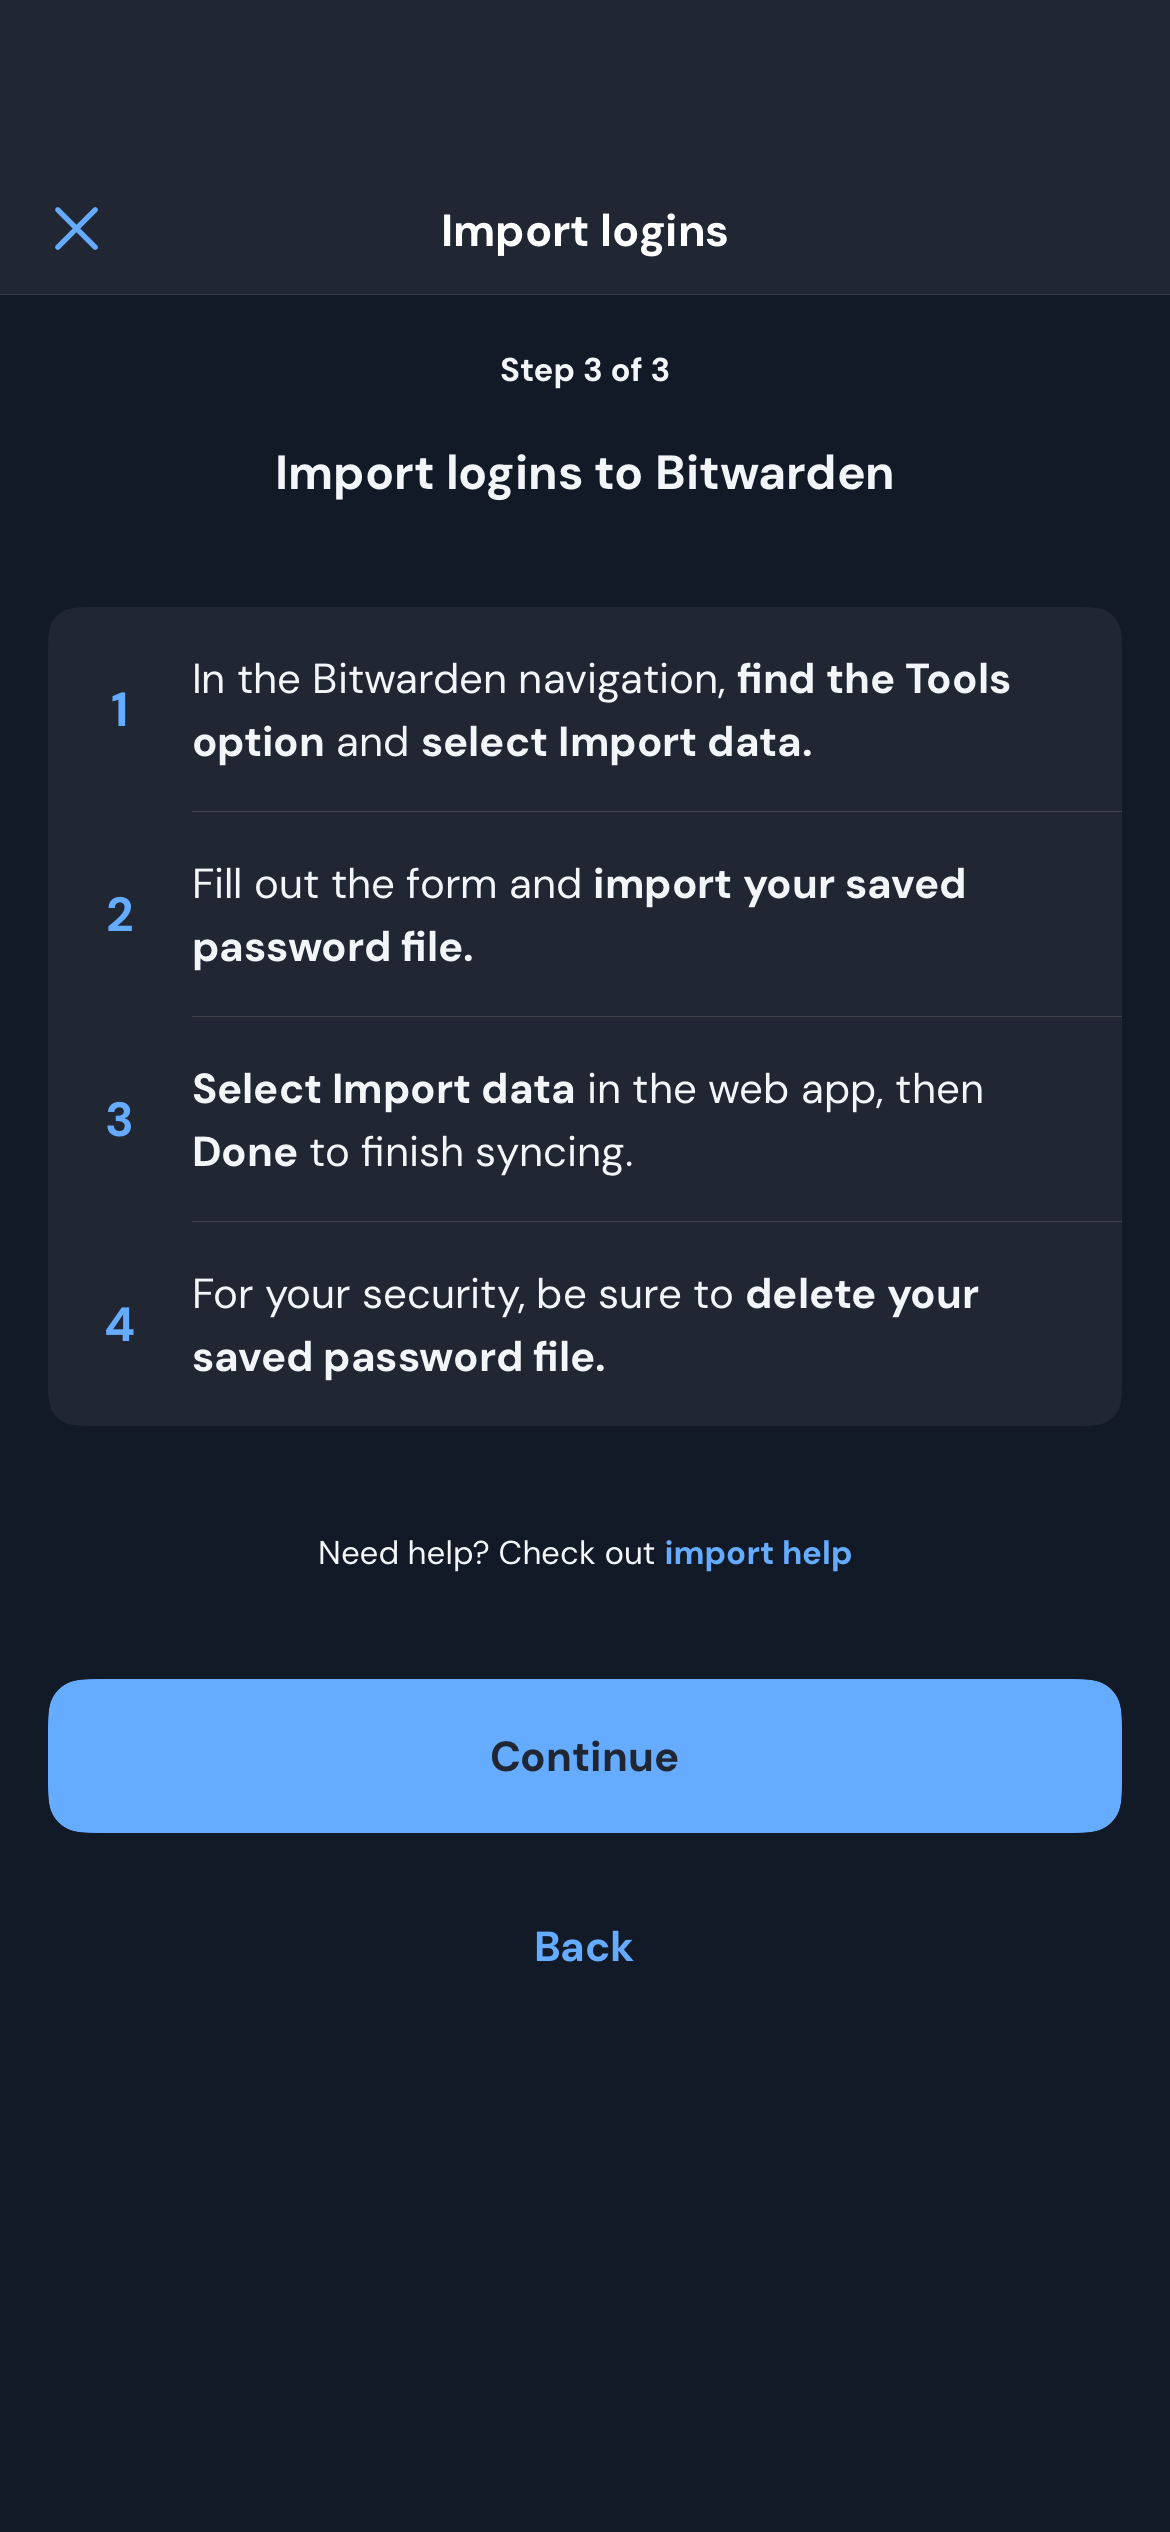 Import logins
Step 3 of 3
Import logins to Bitwarden
1
In the Bitwarden navigation, find the Tools
option and select Import data.
2
Fill out the form and import your saved
password file.
3
Select Import data in the web app, then
Done to finish syncing.
4
For your security, be sure to delete your
saved password file.
Need help? Check out import help
Continue
Back